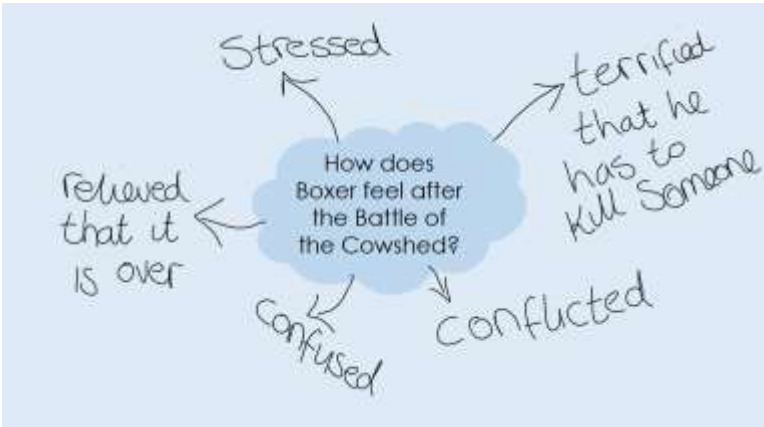 Stressed
terrified
that he
has to
Kill Someone
How does
Boxer feel after
the Battle of
the Cowshed?
relieved
that it
is over
confused
conflicted